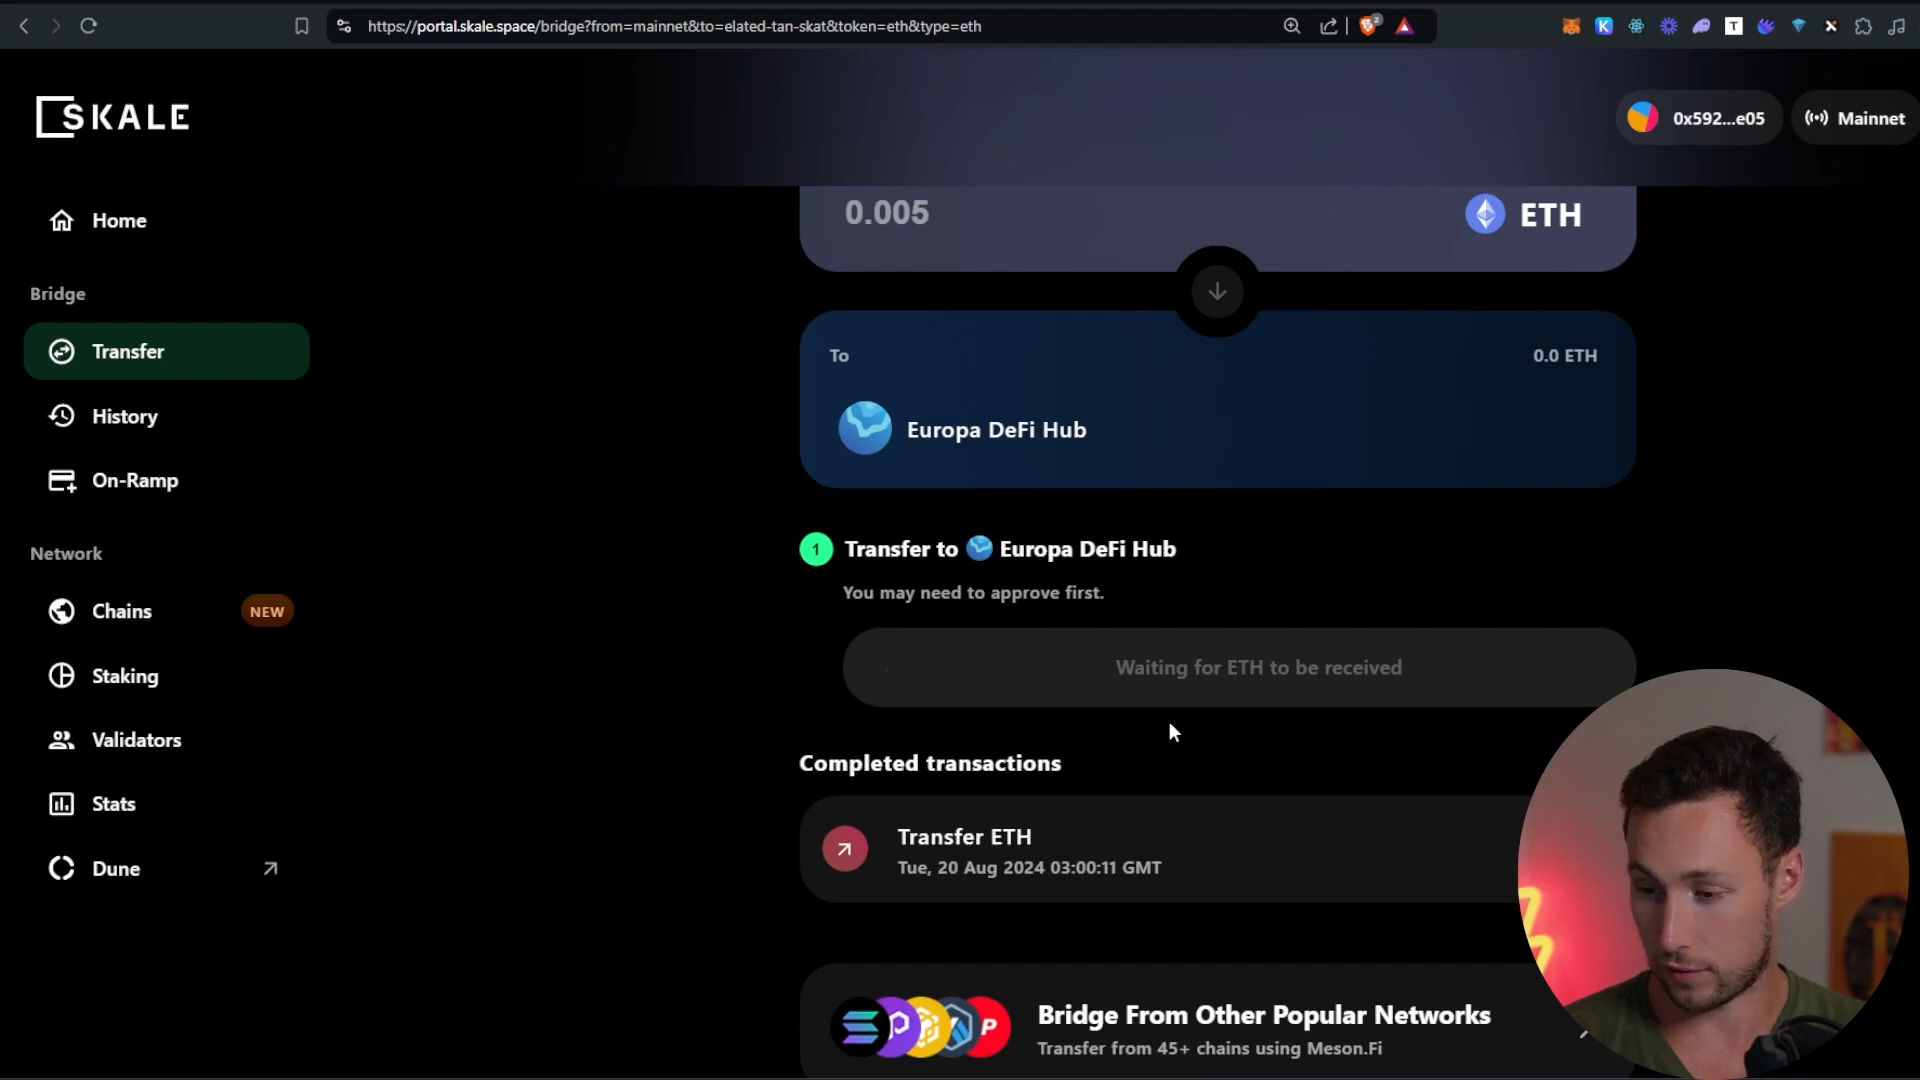 https://portal.skale.space/bridge?from=mainnet&to=elated-tan-skat&token=eth&type=eth
2
K
T
SKALE
0x592...e05
Mainnet
Home
Bridge
Transfer
History
On-Ramp
Network
Chains
NEW
Staking
Validators
Stats
Dune
0.005
ETH
To
0.0 ETH
Europa DeFi Hub
1
Transfer to Europa DeFi Hub
You may need to approve first.
Waiting for ETH to be received
Completed transactions
Transfer ETH
Tue, 20 Aug 2024 03:00:11 GMT
Bridge From Other Popular Networks
Transfer from 45+ chains using Meson.Fi